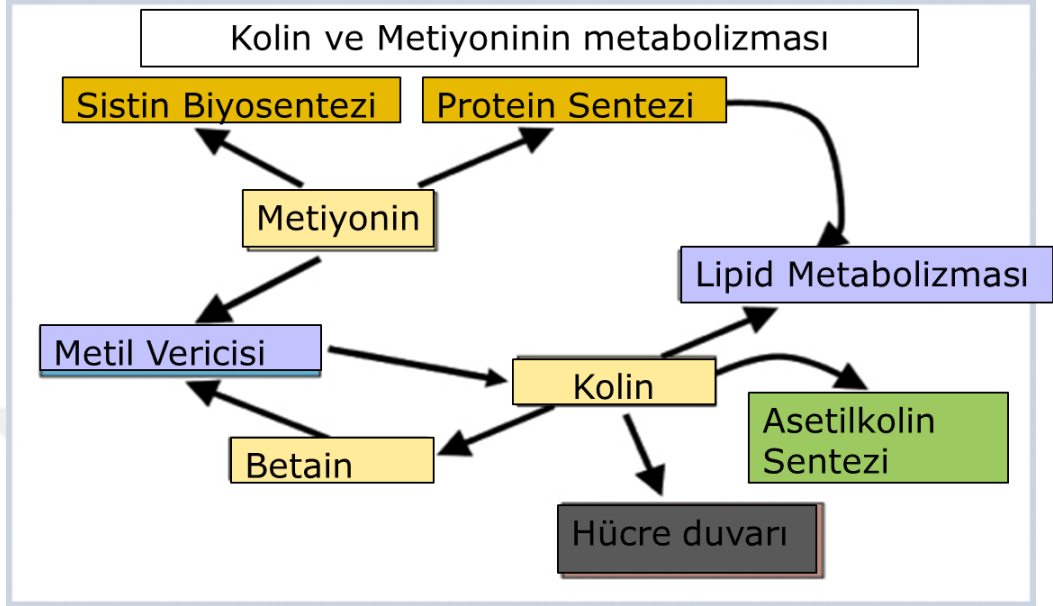 Kolin ve Metiyoninin metabolizması
Sistin Biyosentezi
Protein Sentezi
Metiyonin
Lipid Metabolizması
Metil Vericisi
Kolin
Asetilkolin
Sentezi
Betain
Hücre duvarı